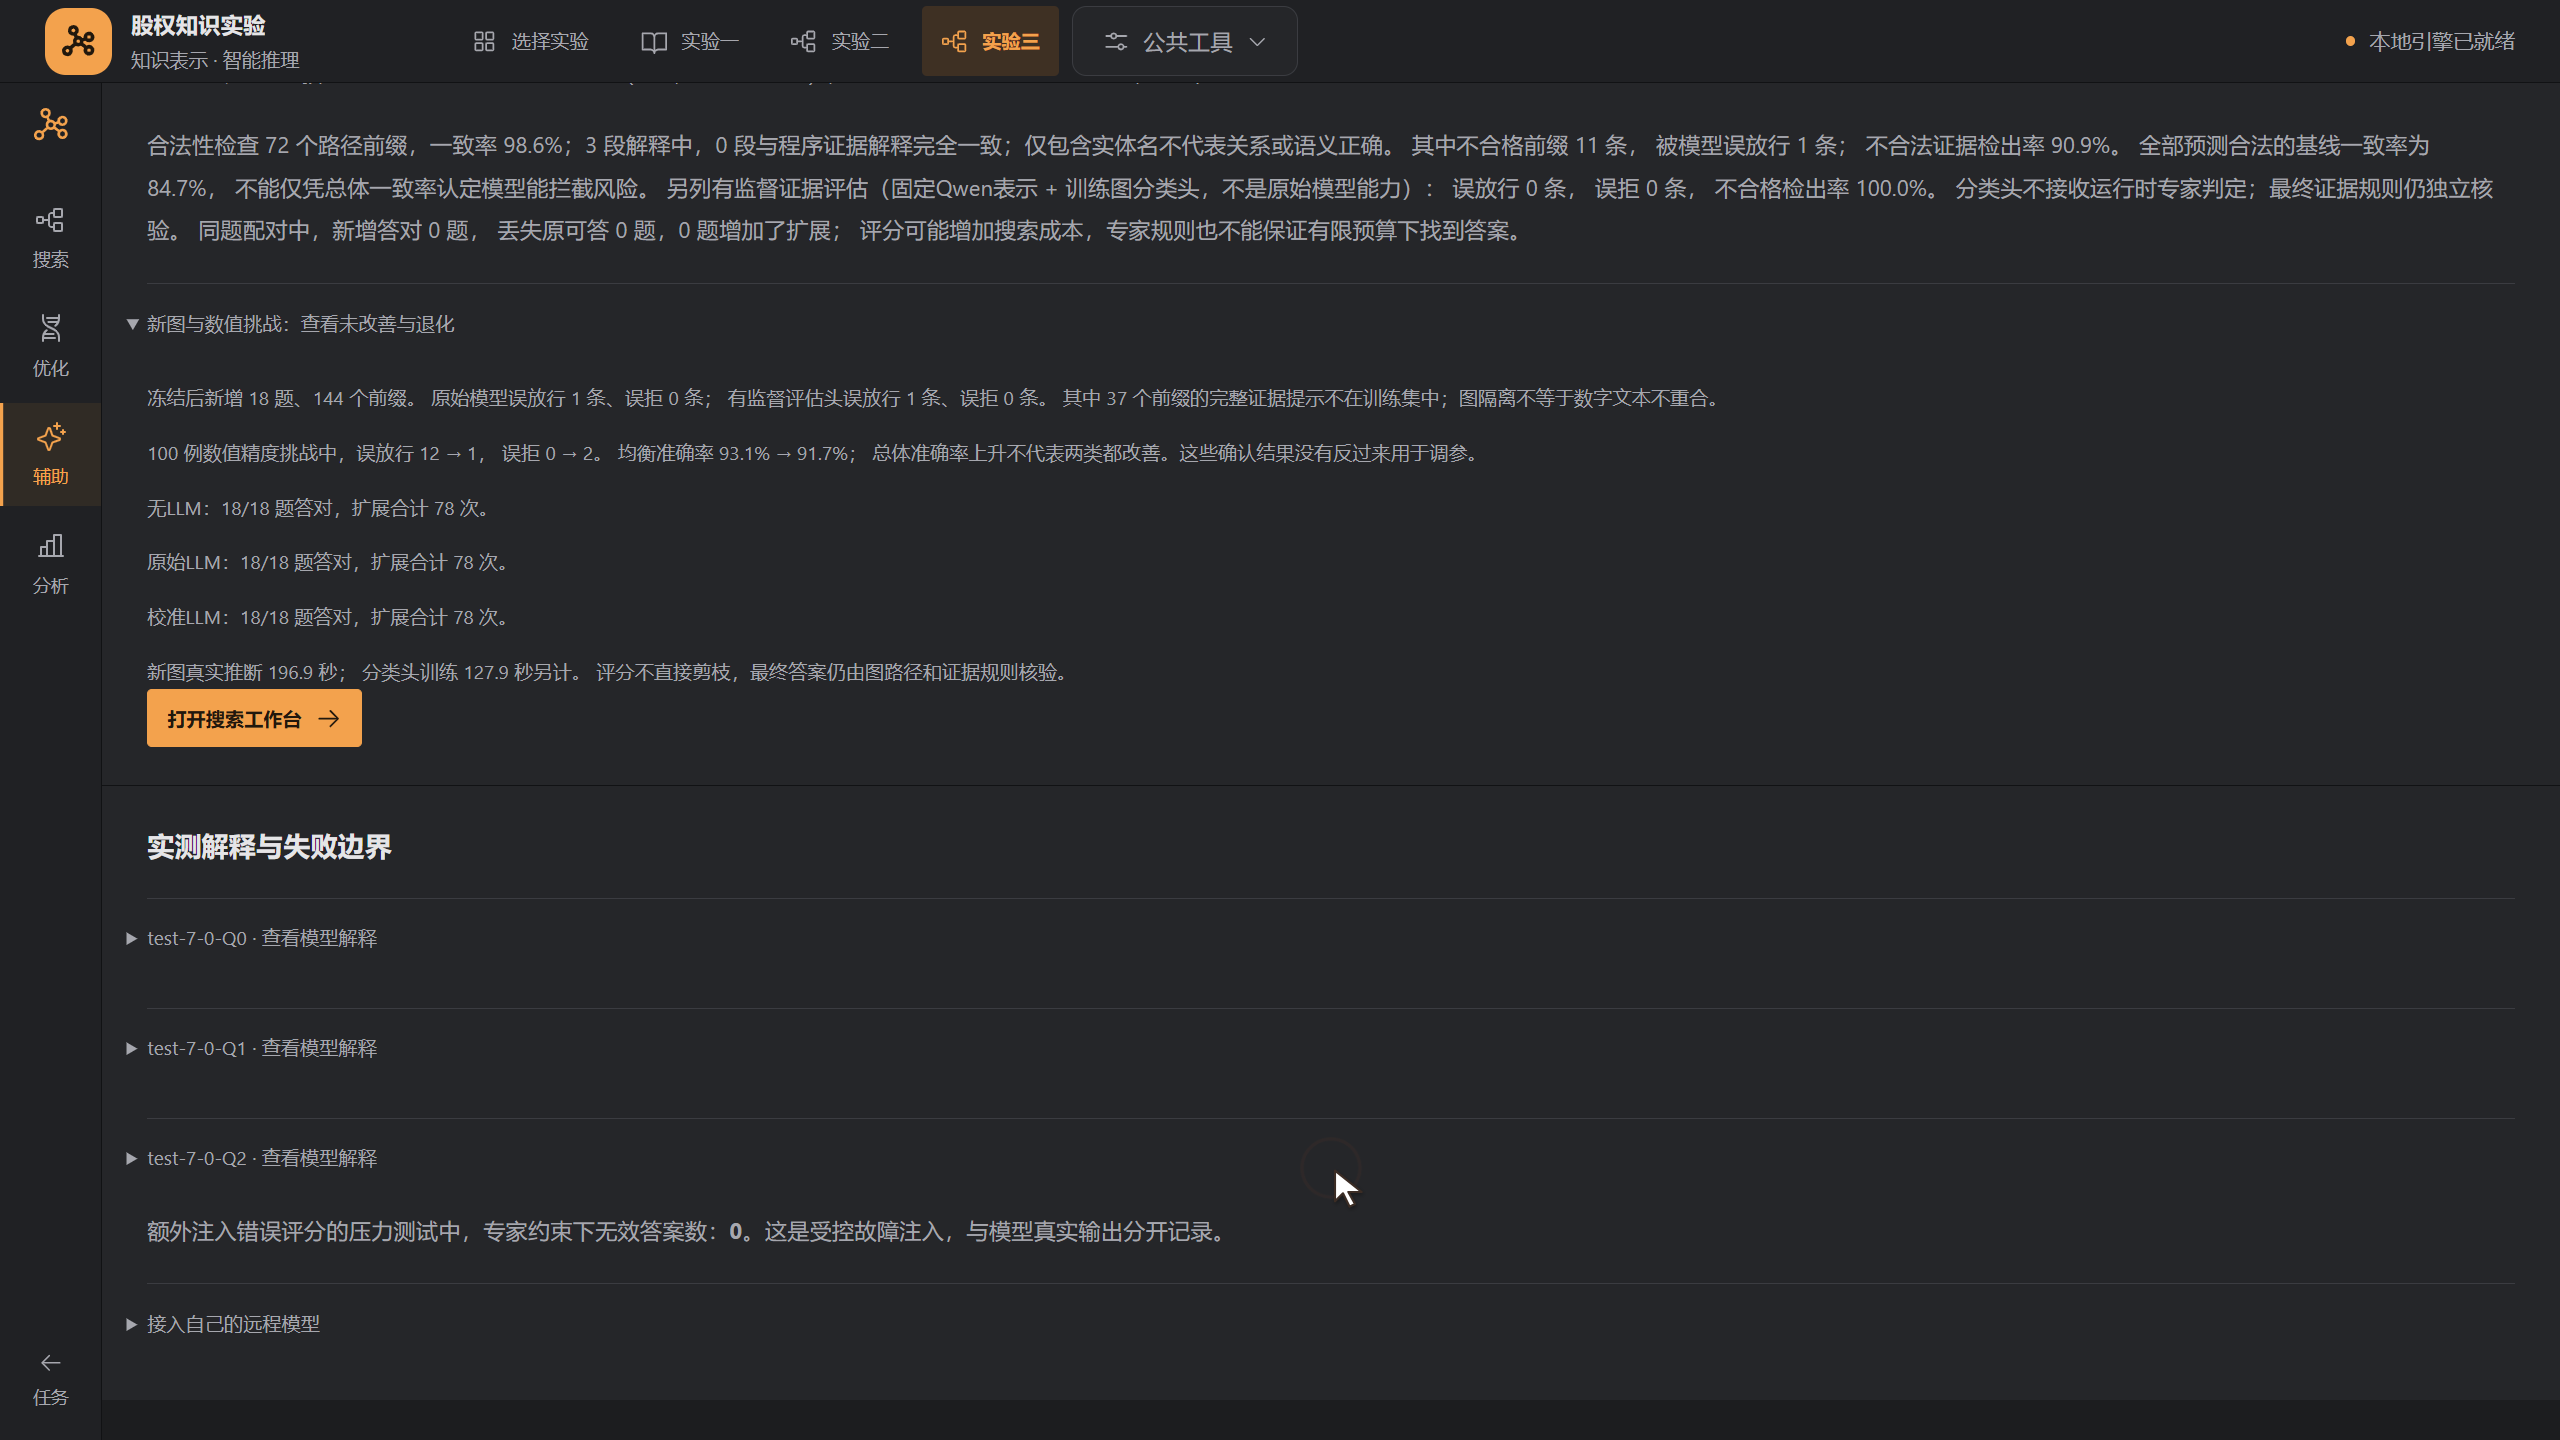 股权知识实验
知识表示 · 智能推理
选择实验
实验一
实验二
实验三
公共工具
本地引擎已就绪
搜索
优化
辅助
分析
任务
合法性检查 72 个路径前缀，一致率 98.6%；3 段解释中，0 段与程序证据解释完全一致；仅包含实体名不代表关系或语义正确。 其中不合格前缀 11 条， 被模型误放行 1 条； 不合法证据检出率 90.9%。 全部预测合法的基线一致率为
84.7%， 不能仅凭总体一致率认定模型能拦截风险。 另列有监督证据评估（固定Qwen表示 + 训练图分类头，不是原始模型能力）： 误放行 0 条， 误拒 0 条， 不合格检出率 100.0%。 分类头不接收运行时专家判定；最终证据规则仍独立核
验。 同题配对中，新增答对 0 题， 丢失原可答 0 题，0 题增加了扩展； 评分可能增加搜索成本，专家规则也不能保证有限预算下找到答案。
▼ 新图与数值挑战：查看未改善与退化
冻结后新增 18 题、144 个前缀。 原始模型误放行 1 条、误拒 0 条； 有监督评估头误放行 1 条、误拒 0 条。 其中 37 个前缀的完整证据提示不在训练集中；图隔离不等于数字文本不重合。
100 例数值精度挑战中，误放行 12 → 1， 误拒 0 → 2。 均衡准确率 93.1% → 91.7%； 总体准确率上升不代表两类都改善。这些确认结果没有反过来用于调参。
无LLM：18/18 题答对，扩展合计 78 次。
原始LLM：18/18 题答对，扩展合计 78 次。
校准LLM：18/18 题答对，扩展合计 78 次。
新图真实推断 196.9 秒； 分类头训练 127.9 秒另计。 评分不直接剪枝，最终答案仍由图路径和证据规则核验。
打开搜索工作台 →
实测解释与失败边界
▶ test-7-0-Q0 · 查看模型解释
▶ test-7-0-Q1 · 查看模型解释
▶ test-7-0-Q2 · 查看模型解释
额外注入错误评分的压力测试中，专家约束下无效答案数：0。这是受控故障注入，与模型真实输出分开记录。
▶ 接入自己的远程模型